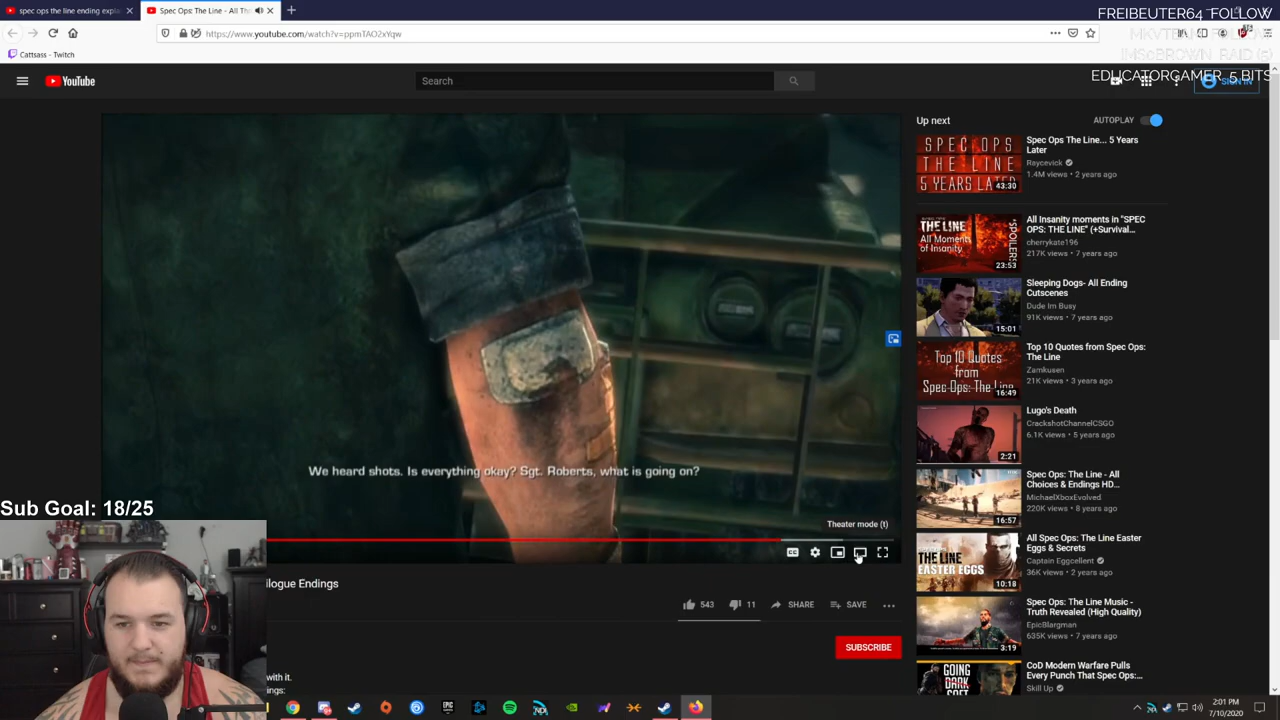 spec ops the line ending explai
Spec Ops: The Line - All Th
FREIBEUTER64 FOLLOW
https://www.youtube.com/watch?v=ppmTAO2xYqw
Cattsass - Twitch
EDUCATORGAMER 5 BITS
YouTube
Search
SIGN IN
Up next
AUTOPLAY
SPEC OPS
THE LINE
5 YEARS LATER
43:30
Spec Ops The Line... 5 Years
Later
Raycevick
1.4M views • 2 years ago
THE LINE
All Moments
of Insanity
SPOILERS
23:53
All Insanity moments in "SPEC
OPS: THE LINE" (+Survival...
cherrykate196
217K views • 7 years ago
15:01
Sleeping Dogs- All Ending
Cutscenes
Dude Im Busy
91K views • 7 years ago
Top 10 Quotes
from
Spec-Ops: The Line
16:49
Top 10 Quotes from Spec Ops:
The Line
Zamkusen
21K views • 3 years ago
2:21
Lugo's Death
CrackshotChannelCSGO
6.1K views • 5 years ago
16:57
Spec Ops: The Line - All
Choices & Endings HD...
MichaelXboxEvolved
220K views • 8 years ago
THE LINE
EASTER EGGS
10:18
All Spec Ops: The Line Easter
Eggs & Secrets
Captain Eggcellent
36K views • 2 years ago
3:19
Spec Ops: The Line Music -
Truth Revealed (High Quality)
EpicBlargman
635K views • 7 years ago
GOING
DARK
SOFT
CoD Modern Warfare Pulls
Every Punch That Spec Ops:...
Skill Up
We heard shots. Is everything okay? Sgt. Roberts, what is going on?
Theater mode (t)
Sub Goal: 18/25
logue Endings
543
11
SHARE
SAVE
SUBSCRIBE
with it.
ngs:
EPIC
2:01 PM
7/10/2020